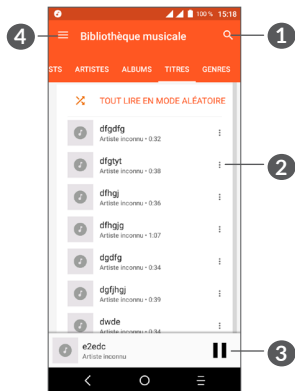 100 % 15:18
Bibliothèque musicale
STS ARTISTES ALBUMS TITRES GENRES
TOUT LIRE EN MODE ALÉATOIRE
dfgdfg
Artiste inconnu • 0:32
dfgtyt
Artiste inconnu • 0:38
dfhgj
Artiste inconnu • 0:36
dfhgjg
Artiste inconnu • 1:07
dgdfg
Artiste inconnu • 0:34
dgfjhgj
Artiste inconnu • 0:39
dwde
Artiste inconnu • 0:34
e2edc
Artiste inconnu
1
2
3
4